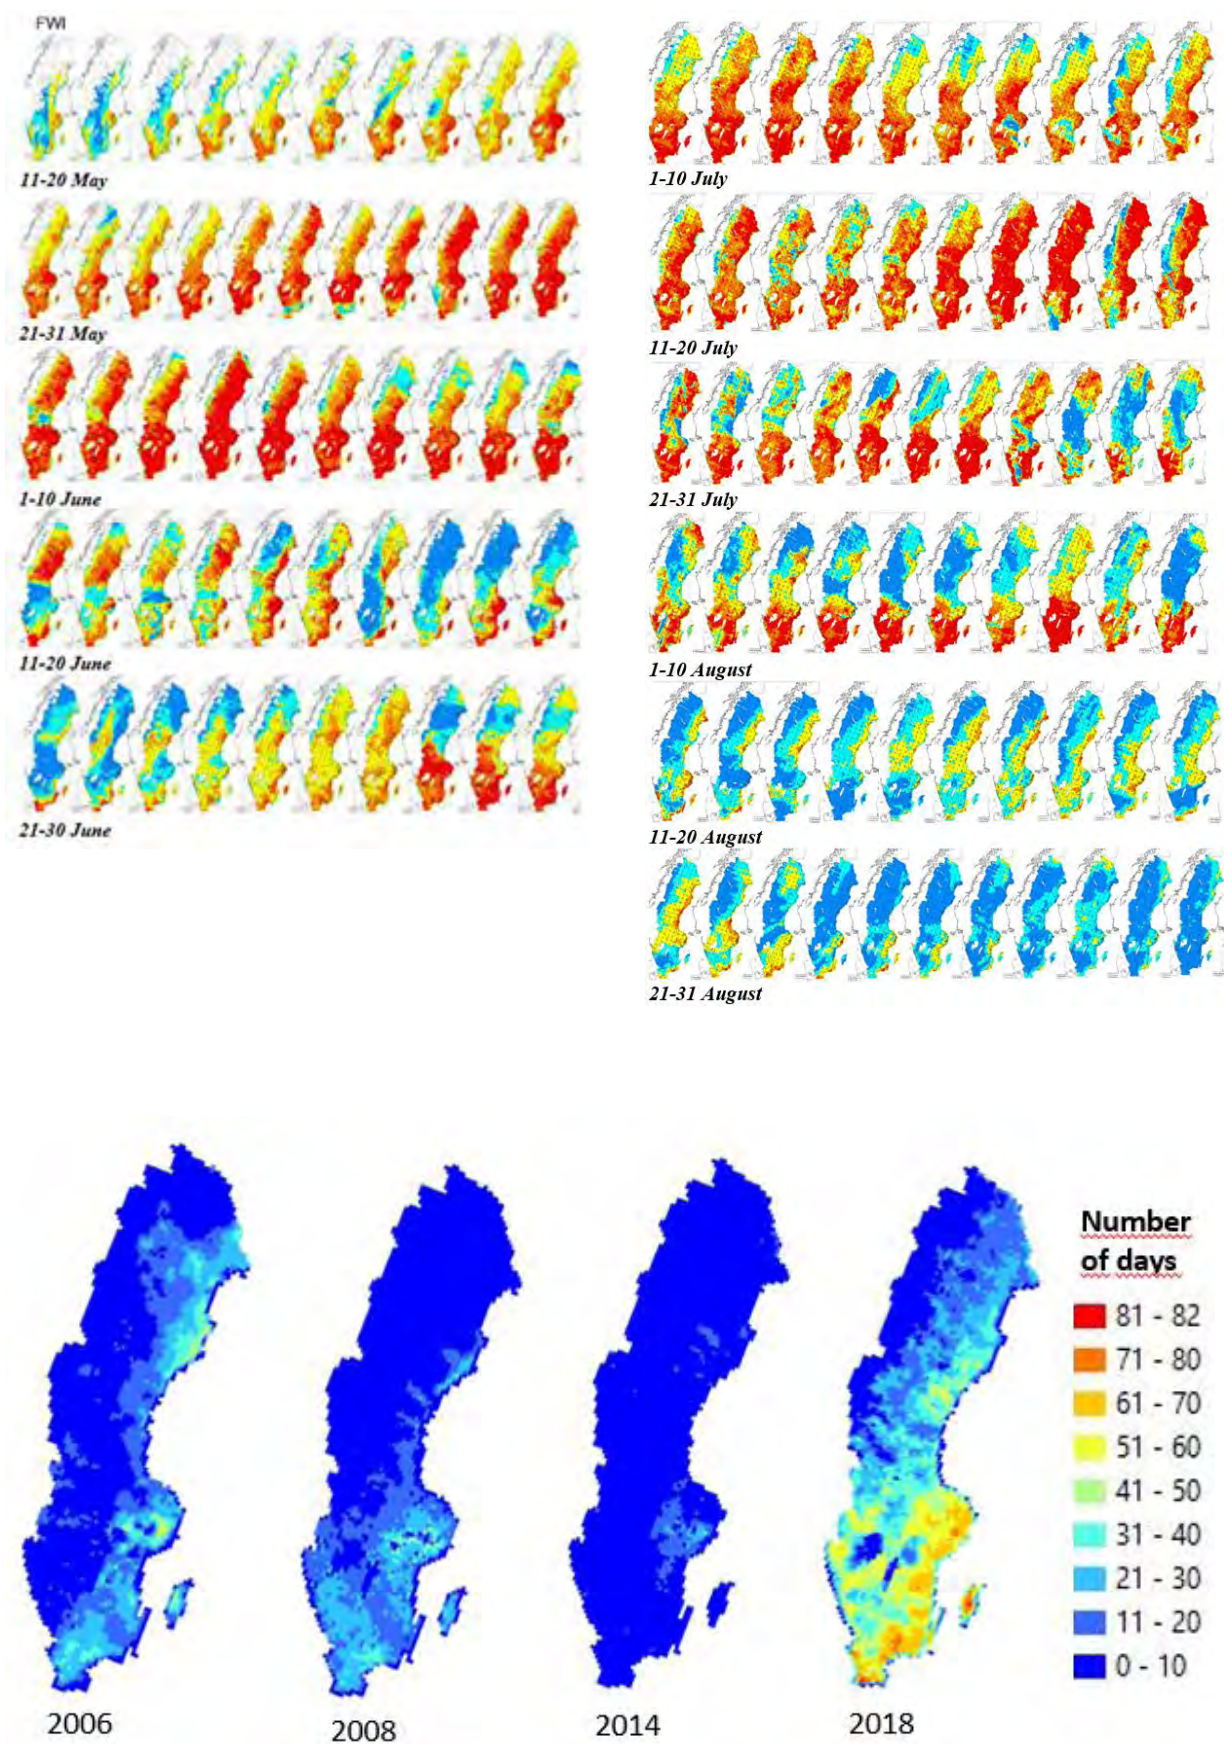 FWI
11-20 May
21-31 May
1-10 June
11-20 June
21-30 June
1-10 July
11-20 July
21-31 July
1-10 August
11-20 August
21-31 August
Number
of days
81 - 82
71 - 80
61 - 70
51 - 60
41 - 50
31 - 40
21 - 30
11 - 20
0 - 10
2006
2008
2014
2018